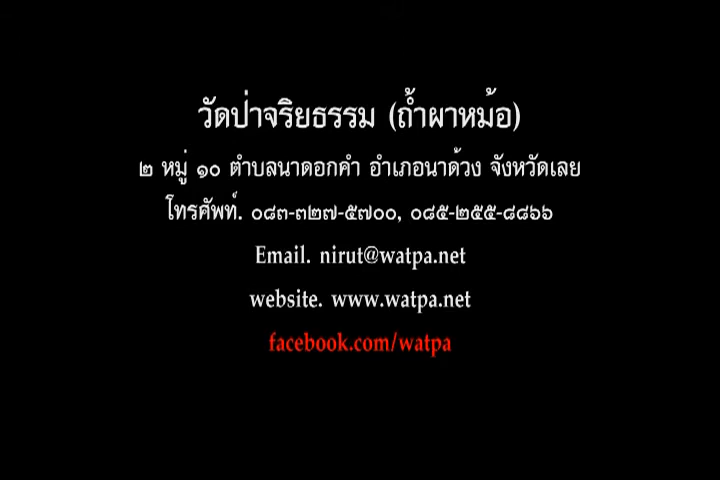 วัดป่าจริยธรรม (ถ้ำผาหม้อ)
๒ หมู่ ๑๐ ตำบลนาดอกคำ อำเภอนาด้วง จังหวัดเลย
โทรศัพท์. ๐๘๓-๓๒๗-๕๗๐๐, ๐๘๕-๒๕๕-๘๘๖๖
Email. nirut@watpa.net
website. www.watpa.net
facebook.com/watpa